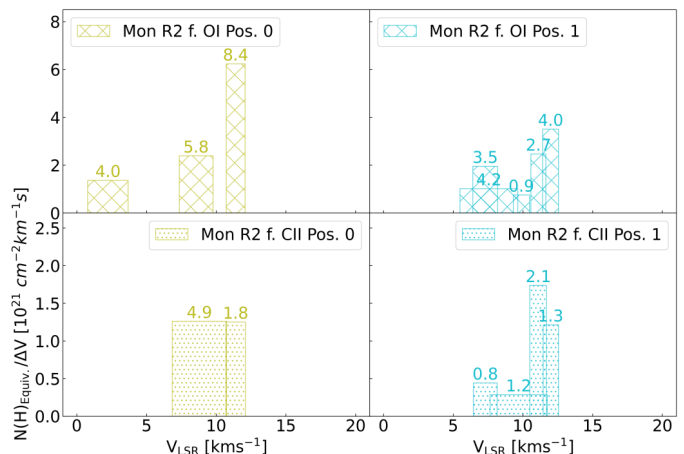 8
6
4
2
0
Mon R2 f. OI Pos. 0
4.0
5.8
8.4
Mon R2 f. OI Pos. 1
3.5
4.2
0.9
2.7
4.0
2.5
2.0
1.5
1.0
0.5
0.0
Mon R2 f. CII Pos. 0
4.9
1.8
Mon R2 f. CII Pos. 1
0.8
1.2
2.1
1.3
0 5 10 15 20
0 5 10 15 20
V_LSR [kms⁻¹]
V_LSR [kms⁻¹]
N(H)_Equiv./ΔV [10²¹ cm⁻²km⁻¹s]